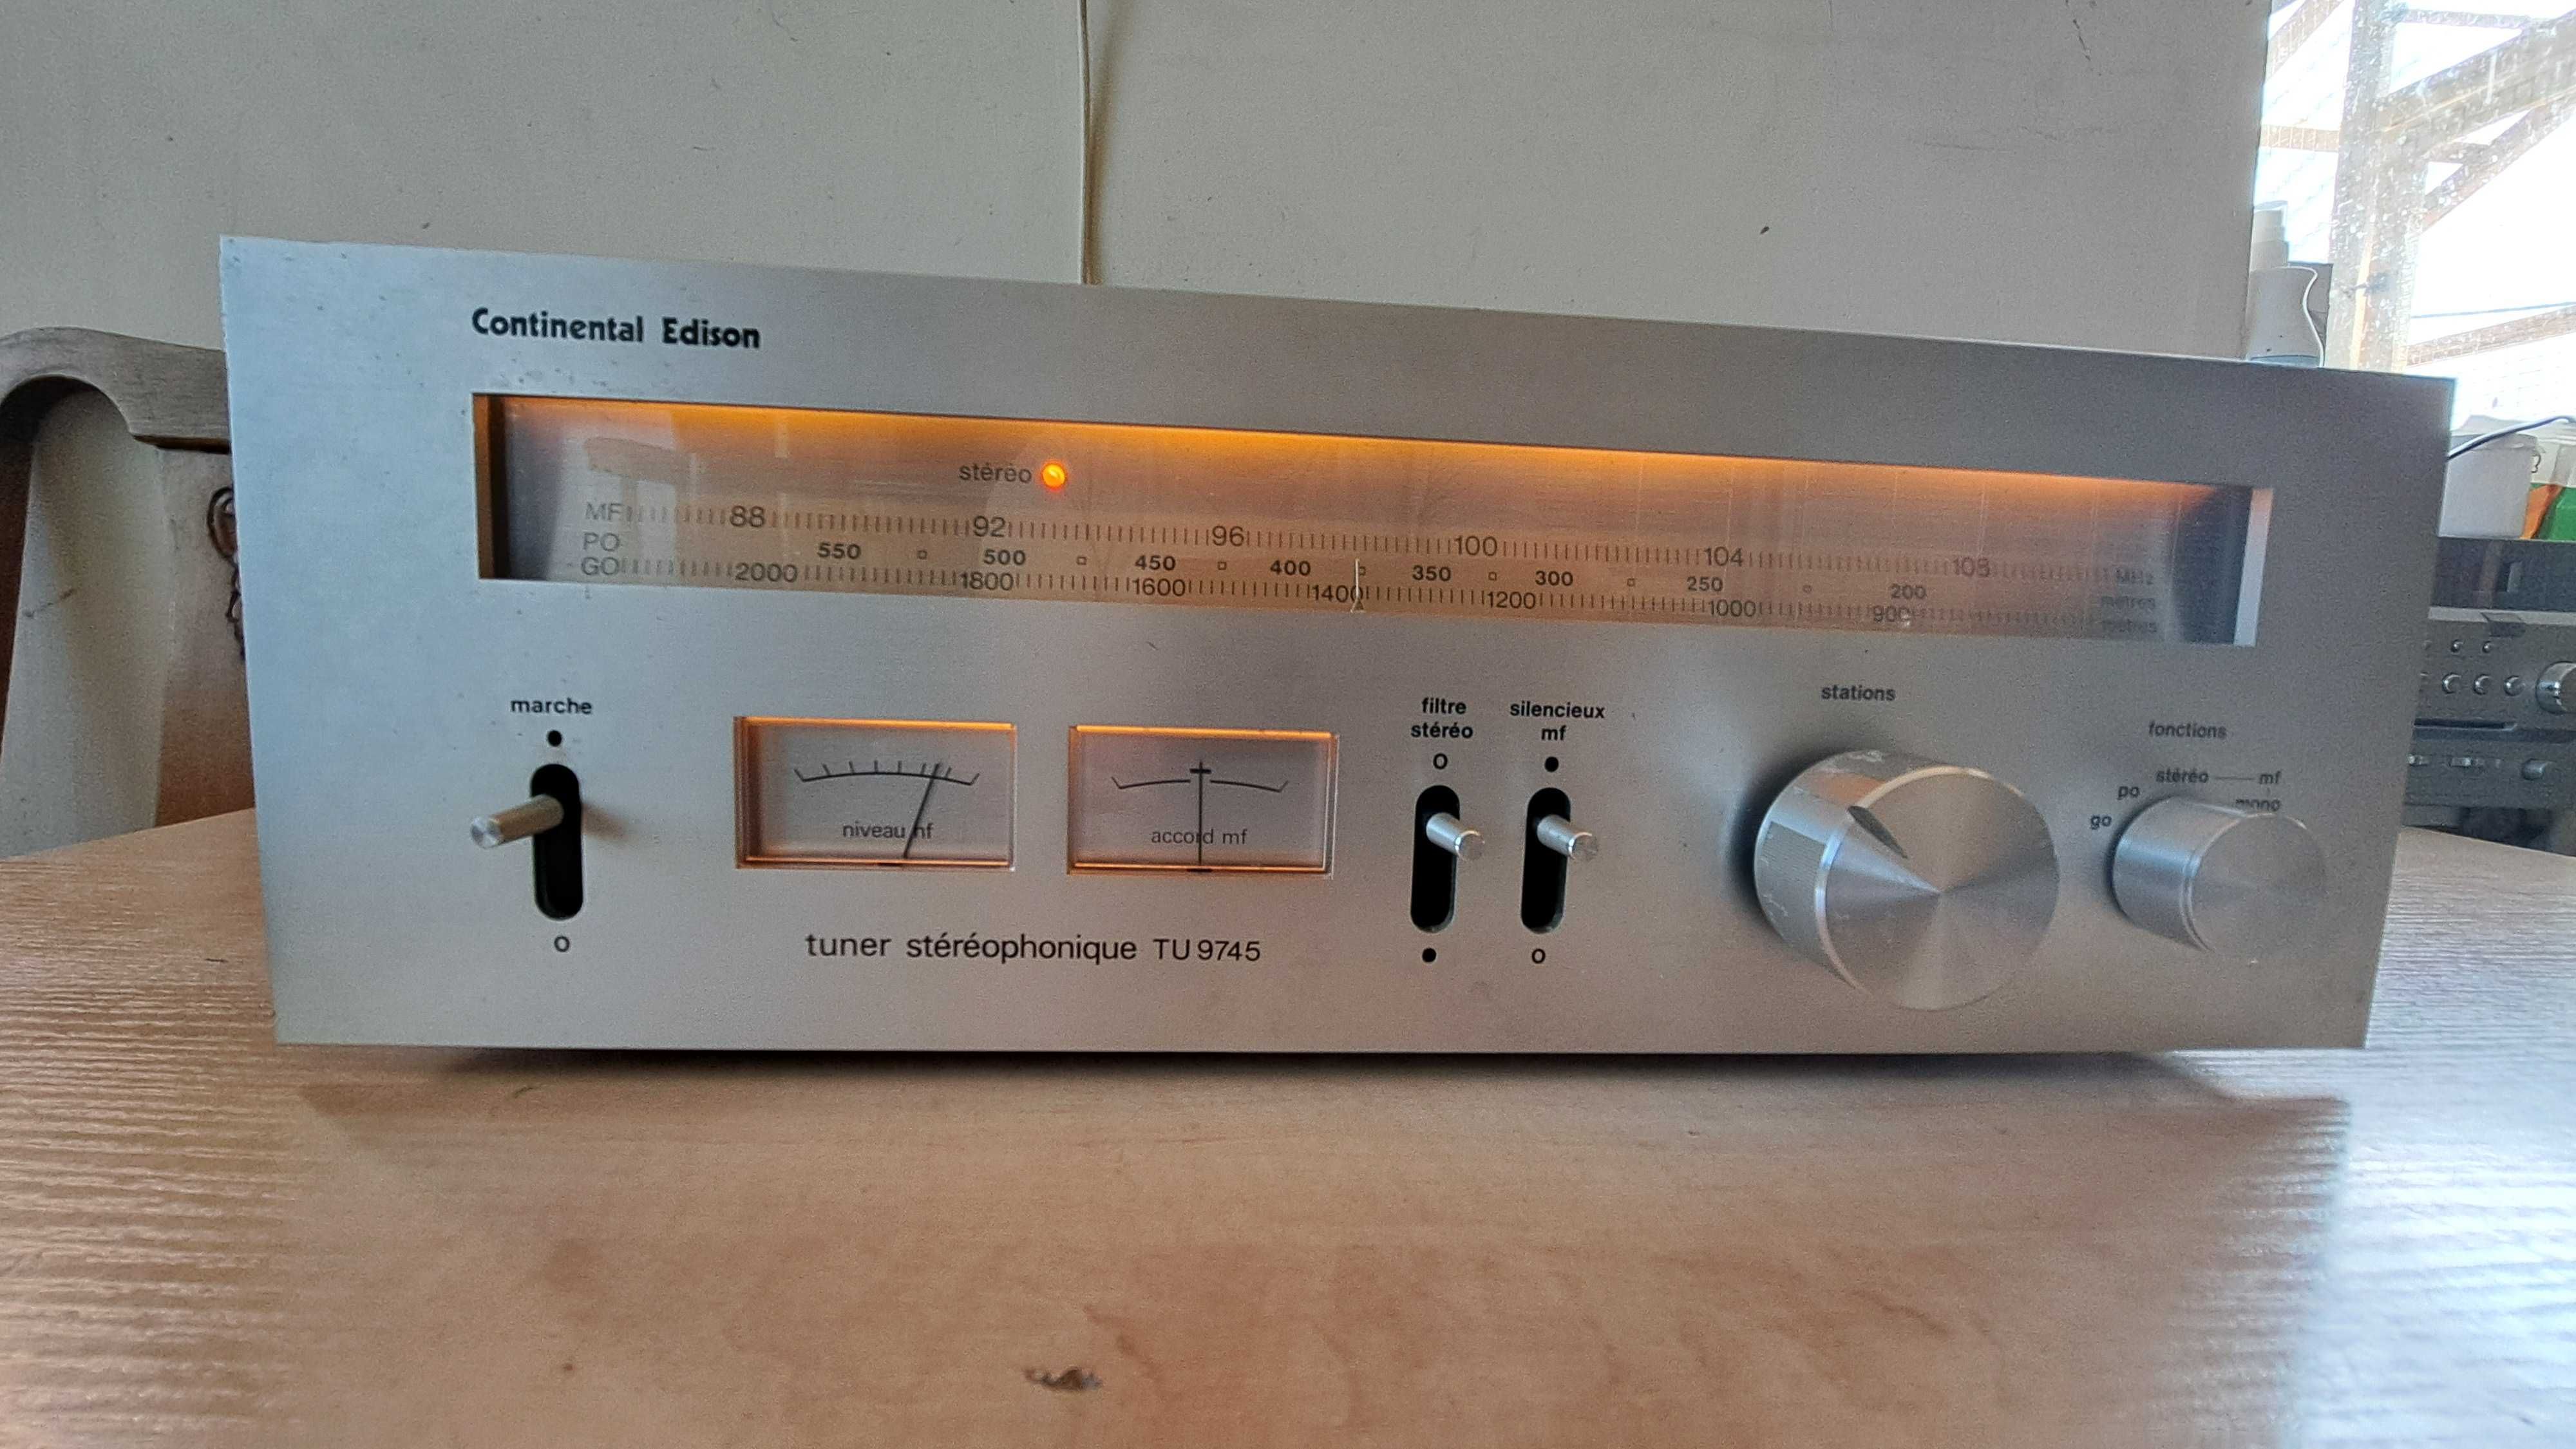 Continental Edison
stéréo
MF 88 92 96 100 104 108 MHz
PO 550 500 450 400 350 300 250 200 mètres
GO 2000 1800 1600 1400 1200 1000 900 mètres
marche
O
niveau hf
accord mf
filtre
stéréo
O
silencieux
mf
O
stations
fonctions
stéréo mf
po mono
go
tuner stéréophonique TU 9745